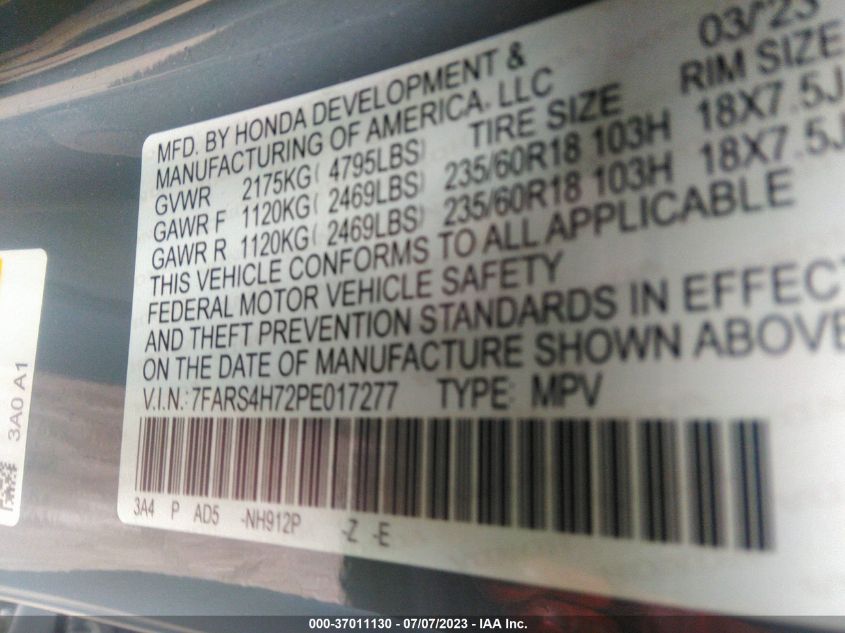 03/'23
MFD. BY HONDA DEVELOPMENT &
MANUFACTURING OF AMERICA. LLC
GVWR 2175KG( 4795LBS) TIRE SIZE RIM SIZE
GAWR F 1120KG( 2469LBS) 235/60R18 103H 18X7.5J
GAWR R 1120KG( 2469LBS) 235/60R18 103H 18X7.5J
THIS VEHICLE CONFORMS TO ALL APPLICABLE
FEDERAL MOTOR VEHICLE SAFETY
AND THEFT PREVENTION STANDARDS IN EFFECT
ON THE DATE OF MANUFACTURE SHOWN ABOVE
V.I.N.: 7FARS4H72PE017277 TYPE: MPV
3A4 P AD5 -NH912P -Z -E
3A0 A1
000-37011130 - 07/07/2023 - IAA Inc.